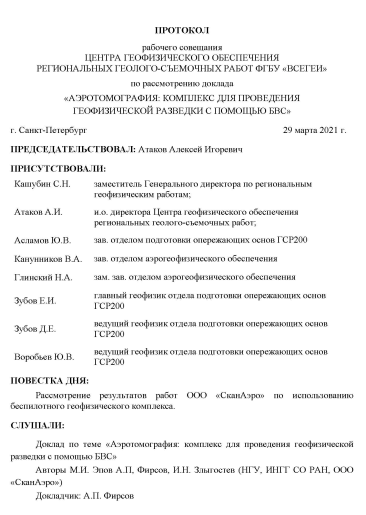 ПРОТОКОЛ
рабочего совещания
ЦЕНТРА ГЕОФИЗИЧЕСКОГО ОБЕСПЕЧЕНИЯ
РЕГИОНАЛЬНЫХ ГЕОЛОГО-СЪЕМОЧНЫХ РАБОТ ФГБУ «ВСЕГЕИ»
по рассмотрению доклада
«АЭРОТОМОГРАФИЯ: КОМПЛЕКС ДЛЯ ПРОВЕДЕНИЯ
ГЕОФИЗИЧЕСКОЙ РАЗВЕДКИ С ПОМОЩЬЮ БВС»
г. Санкт-Петербург 29 марта 2021 г.
ПРЕДСЕДАТЕЛЬСТВОВАЛ: Атаков Алексей Игоревич
ПРИСУТСТВОВАЛИ:
Кашубин С.Н. заместитель Генерального директора по региональным
геофизическим работам;
Атаков А.И. и.о. директора Центра геофизического обеспечения
региональных геолого-съемочных работ;
Асламов Ю.В. зав. отделом подготовки опережающих основ ГСР200
Канунников В.А. зав. отделом аэрогеофизического обеспечения
Глинский Н.А. зам. зав. отделом аэрогеофизического обеспечения
Зубов Е.И. главный геофизик отдела подготовки опережающих основ
ГСР200
Зубов Д.Е. ведущий геофизик отдела подготовки опережающих основ
ГСР200
Воробьев Ю.В. ведущий геофизик отдела подготовки опережающих основ
ГСР200
ПОВЕСТКА ДНЯ:
Рассмотрение результатов работ ООО «СканАэро» по использованию
беспилотного геофизического комплекса.
СЛУШАЛИ:
Доклад по теме «Аэротомография: комплекс для проведения геофизической
разведки с помощью БВС»
Авторы М.И. Эпов А.П, Фирсов, И.Н. Злыгостев (НГУ, ИНГГ СО РАН, ООО
«СканАэро»)
Докладчик: А.П. Фирсов